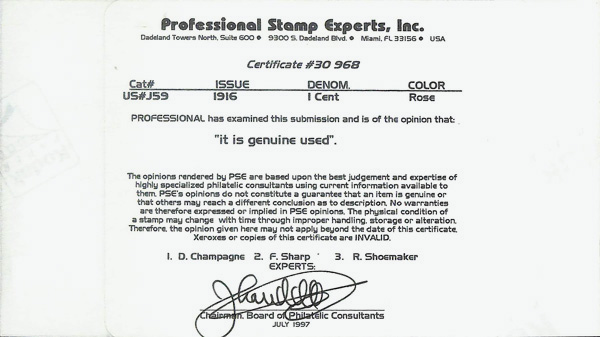 Professional Stamp Experts, Inc.
Dadeland Towers North, Suite 600 • 9300 S. Dadeland Blvd. • Miami, FL 33156 • USA
Certificate #30 968
Cat# ISSUE DENOM. COLOR
US#J59 1916 1 Cent Rose
PROFESSIONAL has examined this submission and is of the opinion that:
"it is genuine used".
The opinions rendered by PSE are based upon the best judgement and expertise of
highly specialized philatelic consultants using current information available to
them. PSE's opinions do not constitute a guarantee that an item is genuine or
that others may reach a different conclusion as to description. No warranties
are therefore expressed or implied in PSE opinions. The physical condition of
a stamp may change with time through improper handling, storage or alteration.
Therefore, the opinion given here may not apply beyond the date of this certificate.
Xeroxes or copies of this certificate are INVALID.
1. D. Champagne 2. F. Sharp 3. R. Shoemaker
EXPERTS:
Chairman, Board of Philatelic Consultants
JULY 1997